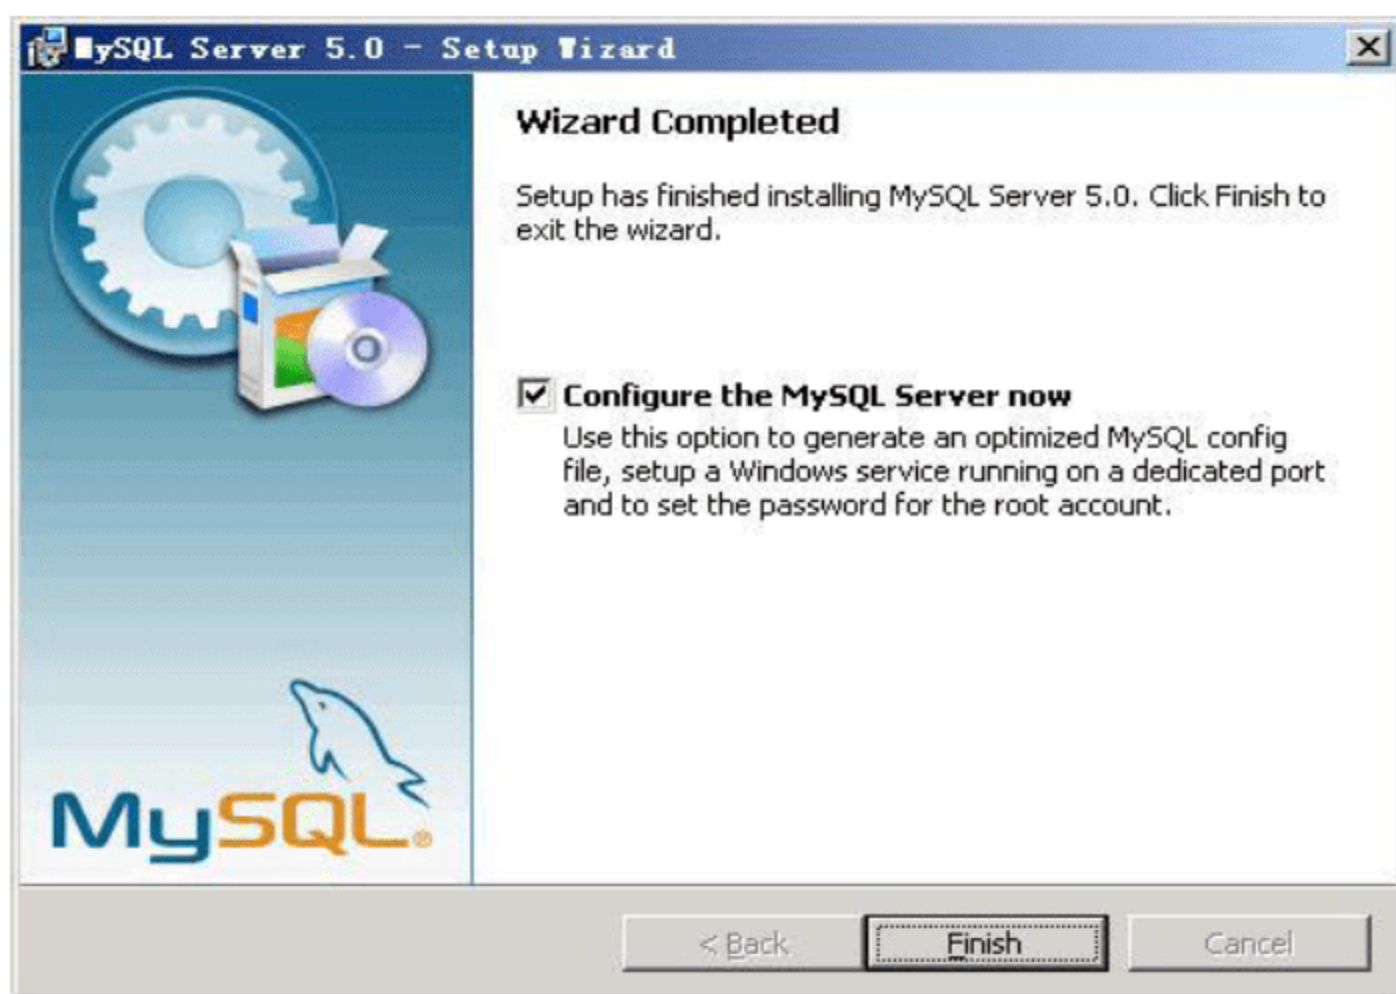 MySQL Server 5.0 - Setup Wizard
Wizard Completed
Setup has finished installing MySQL Server 5.0. Click Finish to
exit the wizard.
Configure the MySQL Server now
Use this option to generate an optimized MySQL config
file, setup a Windows service running on a dedicated port
and to set the password for the root account.
MySQL®
< Back
Finish
Cancel